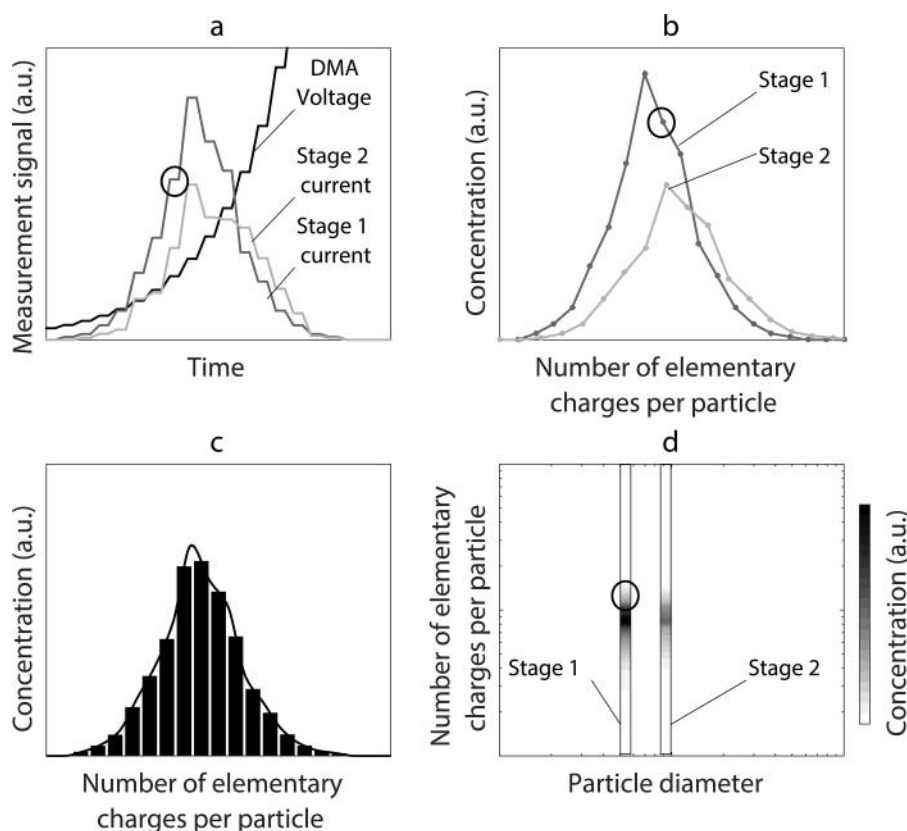 a
Measurement signal (a.u.)
DMA
Voltage
Stage 2
current
Stage 1
current
Time
b
Concentration (a.u.)
Stage 1
Stage 2
Number of elementary
charges per particle
c
Concentration (a.u.)
Number of elementary
charges per particle
d
Number of elementary
charges per particle
Stage 1
Stage 2
Particle diameter
Concentration (a.u.)